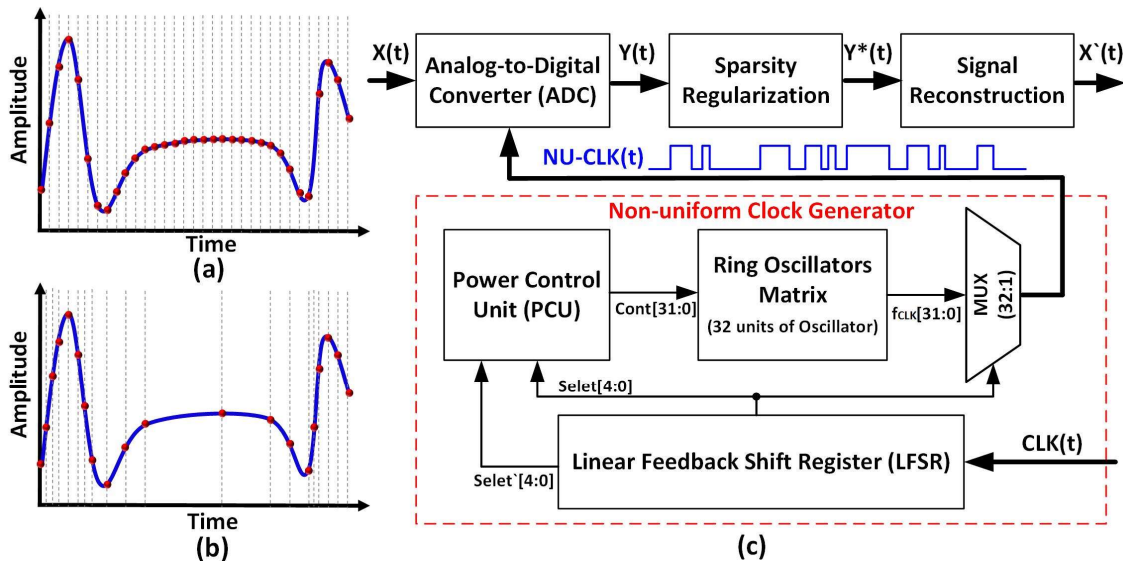 Amplitude
Time
(a)
Amplitude
Time
(b)
X(t)
Analog-to-Digital
Converter (ADC)
Y(t)
Sparsity
Regularization
Y*(t)
Signal
Reconstruction
X`(t)
NU-CLK(t)
Non-uniform Clock Generator
Power Control
Unit (PCU)
Cont[31:0]
Ring Oscillators
Matrix
(32 units of Oscillator)
fCLK[31:0]
MUX
(32:1)
Selet[4:0]
Selet`[4:0]
Linear Feedback Shift Register (LFSR)
CLK(t)
(c)